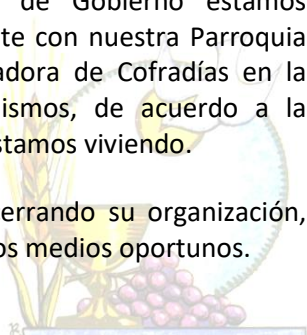 de Gobierno estamos
te con nuestra Parroquia
adora de Cofradías en la
ismos, de acuerdo a la
stamos viviendo.
errando su organización,
os medios oportunos.